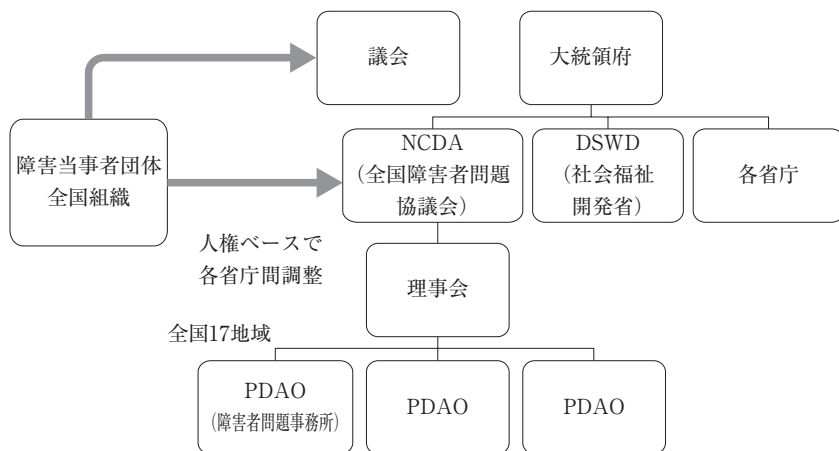 議会
大統領府
障害当事者団体
全国組織
NCDA
（全国障害者問題
協議会）
DSWD
（社会福祉
開発省）
各省庁
人権ベースで
各省庁間調整
理事会
全国17地域
PDAO
（障害者問題事務所）
PDAO
PDAO